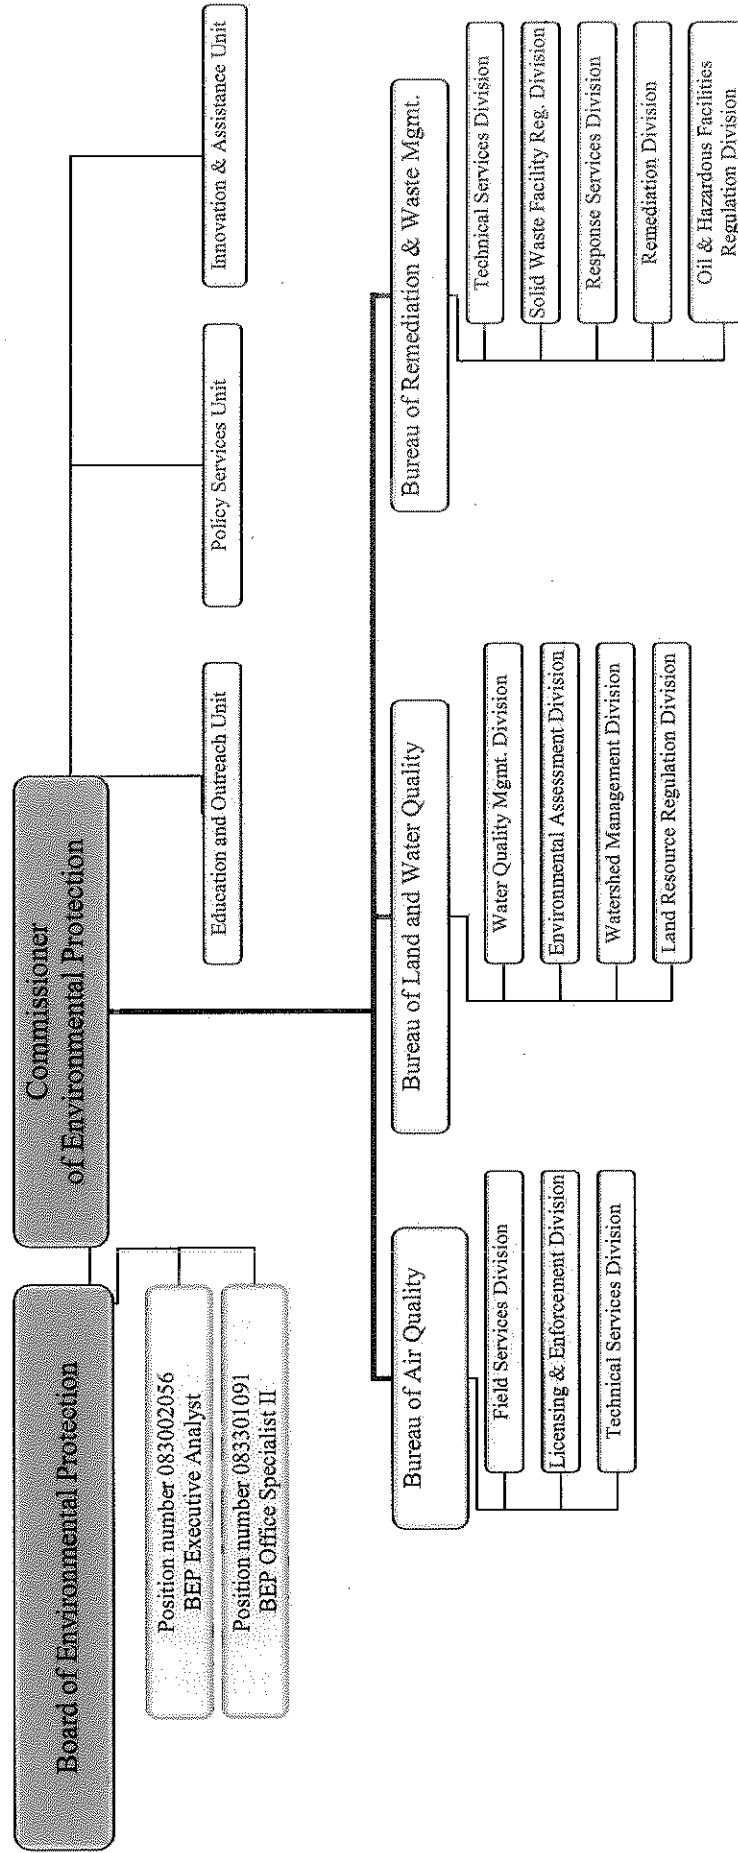 Board of Environmental Protection
Commissioner
of Environmental Protection
Position number 083002056
BEP Executive Analyst
Position number 083301091
BEP Office Specialist II
Education and Outreach Unit
Policy Services Unit
Innovation & Assistance Unit
Bureau of Air Quality
Field Services Division
Licensing & Enforcement Division
Technical Services Division
Bureau of Land and Water Quality
Water Quality Mgmt. Division
Environmental Assessment Division
Watershed Management Division
Land Resource Regulation Division
Bureau of Remediation & Waste Mgmt.
Technical Services Division
Solid Waste Facility Reg. Division
Response Services Division
Remediation Division
Oil & Hazardous Facilities
Regulation Division